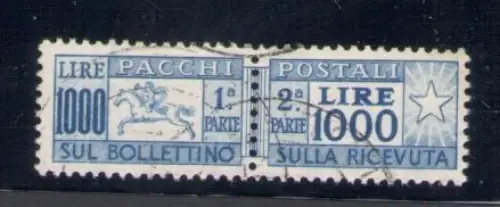 LIRE PACCHI
1000 1ª PARTE
SUL BOLLETTINO
POSTALI
2ª PARTE LIRE 1000
SULLA RICEVUTA